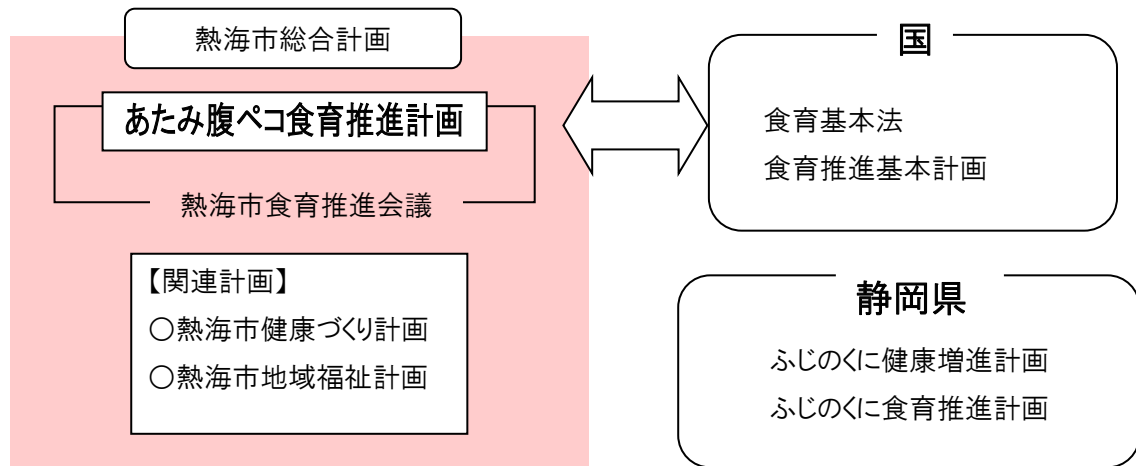 熱海市総合計画
あたみ腹ペコ食育推進計画
熱海市食育推進会議
【関連計画】
〇熱海市健康づくり計画
〇熱海市地域福祉計画
国
食育基本法
食育推進基本計画
静岡県
ふじのくに健康増進計画
ふじのくに食育推進計画